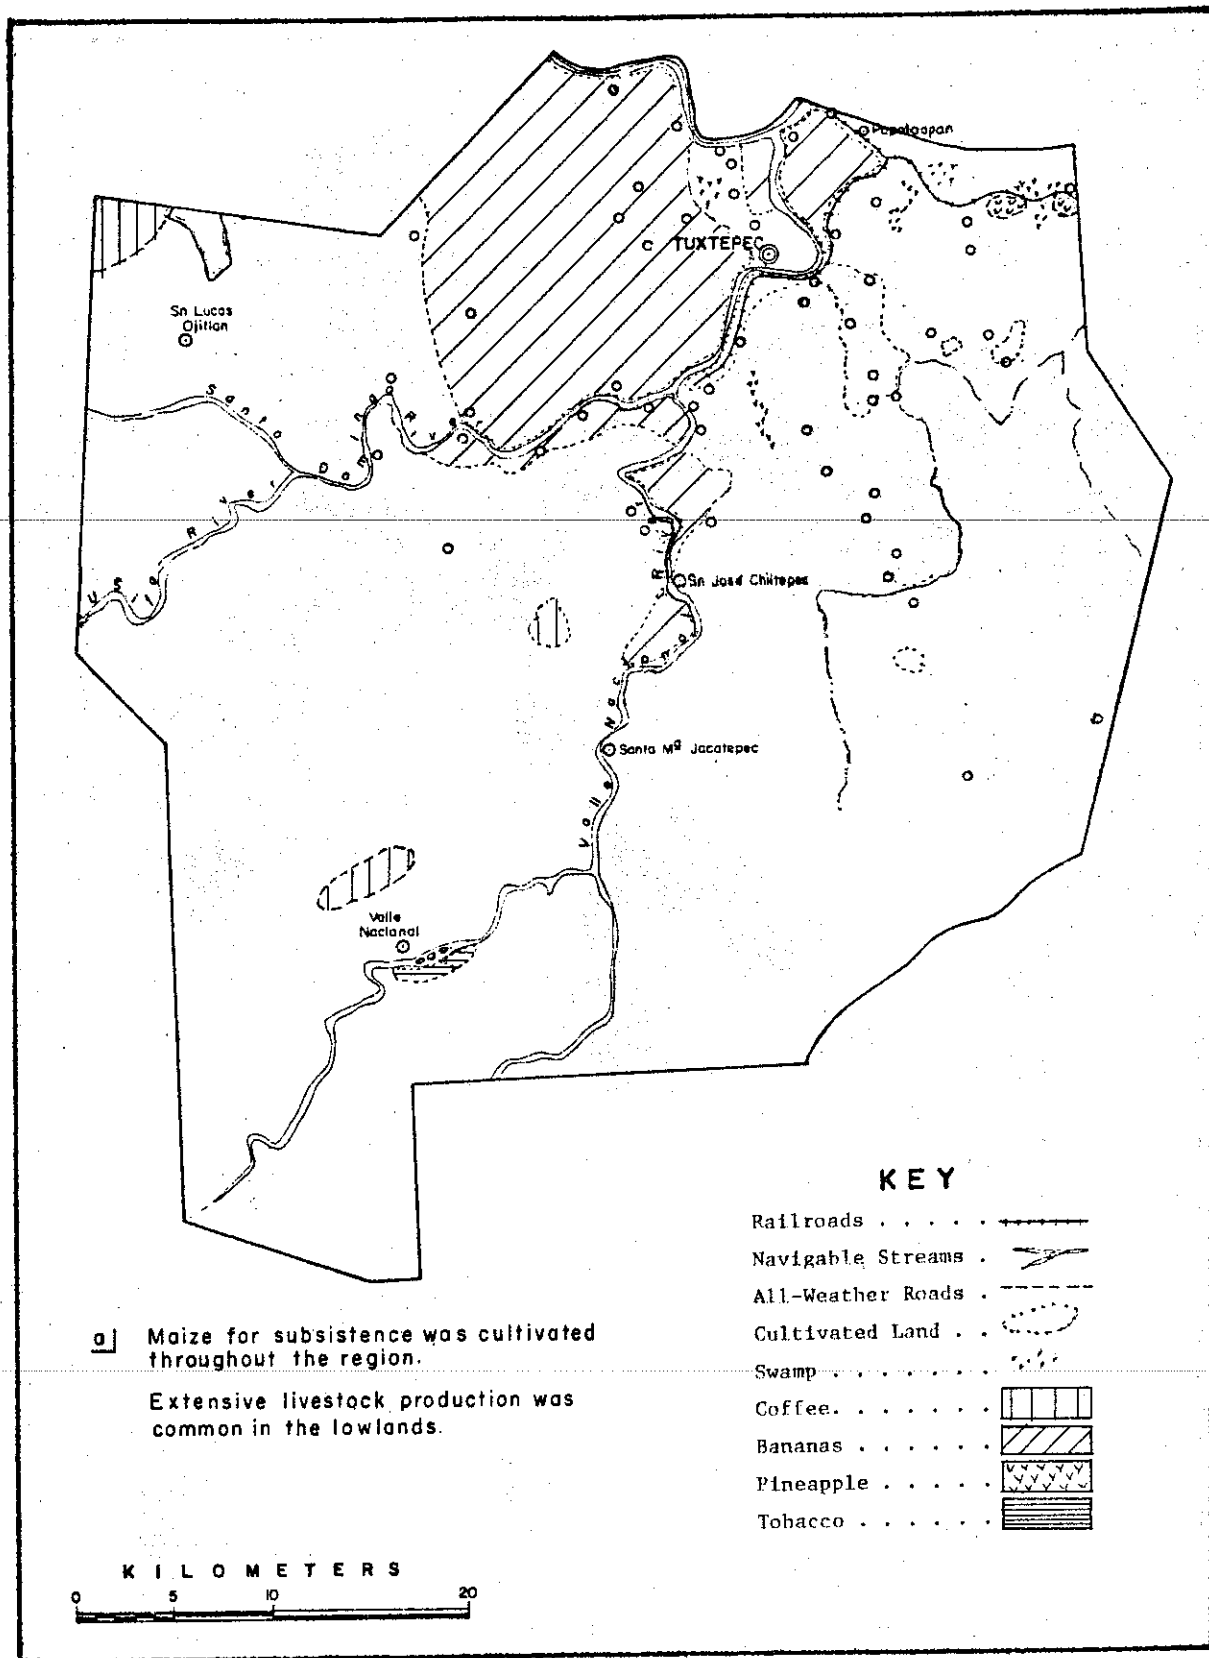 Papaloapan
TUXTEPEC
Sn Lucas
Ojitlan
Santo Domingo River
Usila River
Sn José Chiltepec
Valle Nacional River
Santa Mª Jacatepec
Valle
Nacional
KEY
Railroads . . . . .
Navigable Streams .
All-Weather Roads .
Cultivated Land . .
Swamp . . . . . . .
Coffee. . . . . . .
Bananas . . . . . .
Pineapple . . . . .
Tobacco . . . . . .
a] Maize for subsistence was cultivated
throughout the region.
Extensive livestock production was
common in the lowlands.
KILOMETERS
0 5 10 20